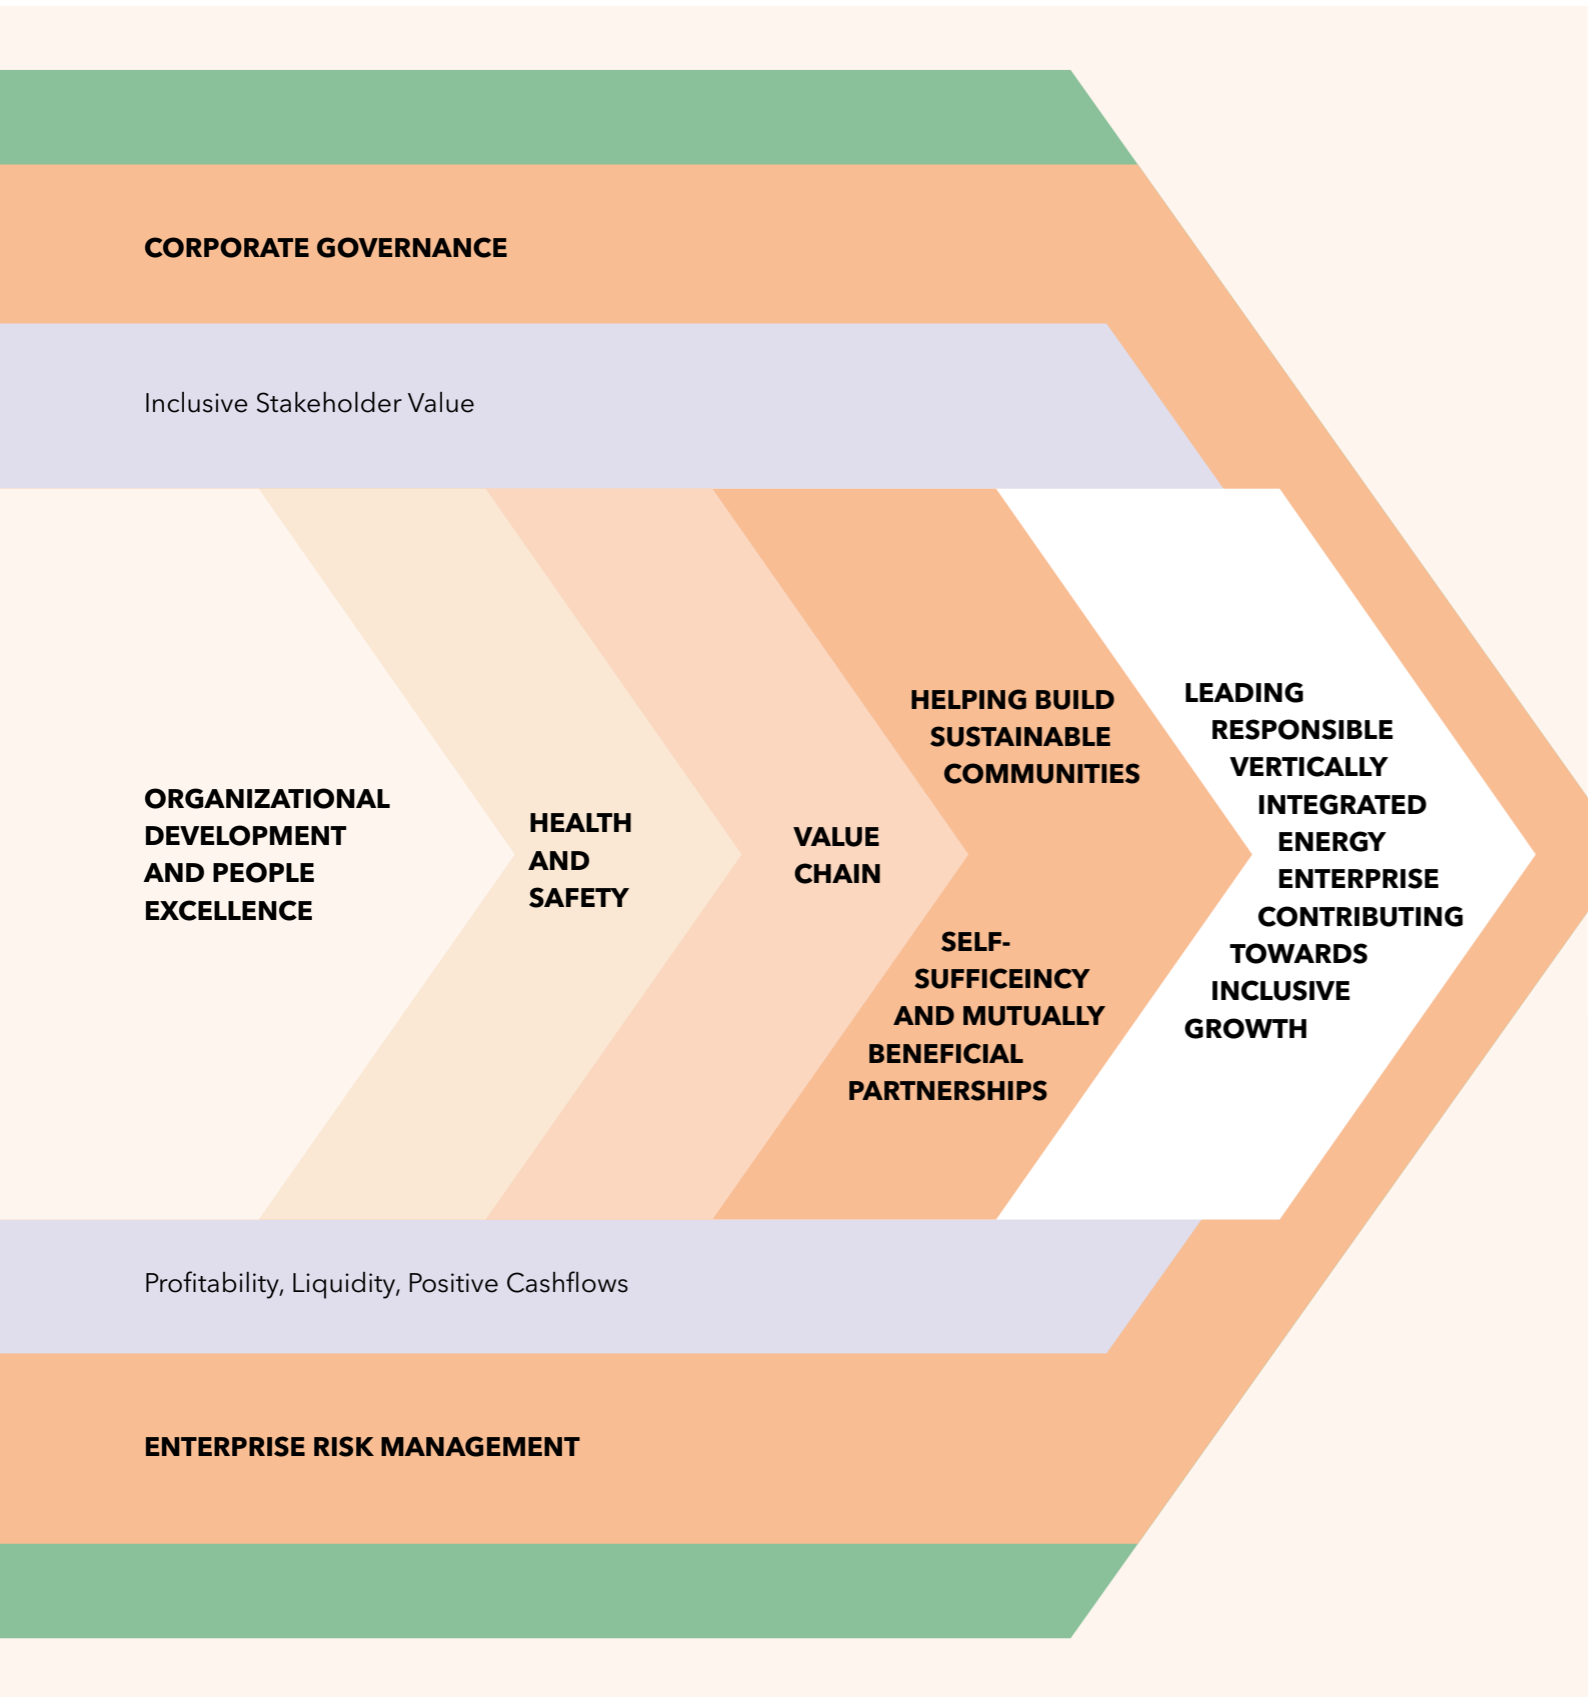 CORPORATE GOVERNANCE
Inclusive Stakeholder Value
ORGANIZATIONAL
DEVELOPMENT
AND PEOPLE
EXCELLENCE
HEALTH
AND
SAFETY
VALUE
CHAIN
HELPING BUILD
SUSTAINABLE
COMMUNITIES
SELF-
SUFFICEINCY
AND MUTUALLY
BENEFICIAL
PARTNERSHIPS
LEADING
RESPONSIBLE
VERTICALLY
INTEGRATED
ENERGY
ENTERPRISE
CONTRIBUTING
TOWARDS
INCLUSIVE
GROWTH
Profitability, Liquidity, Positive Cashflows
ENTERPRISE RISK MANAGEMENT